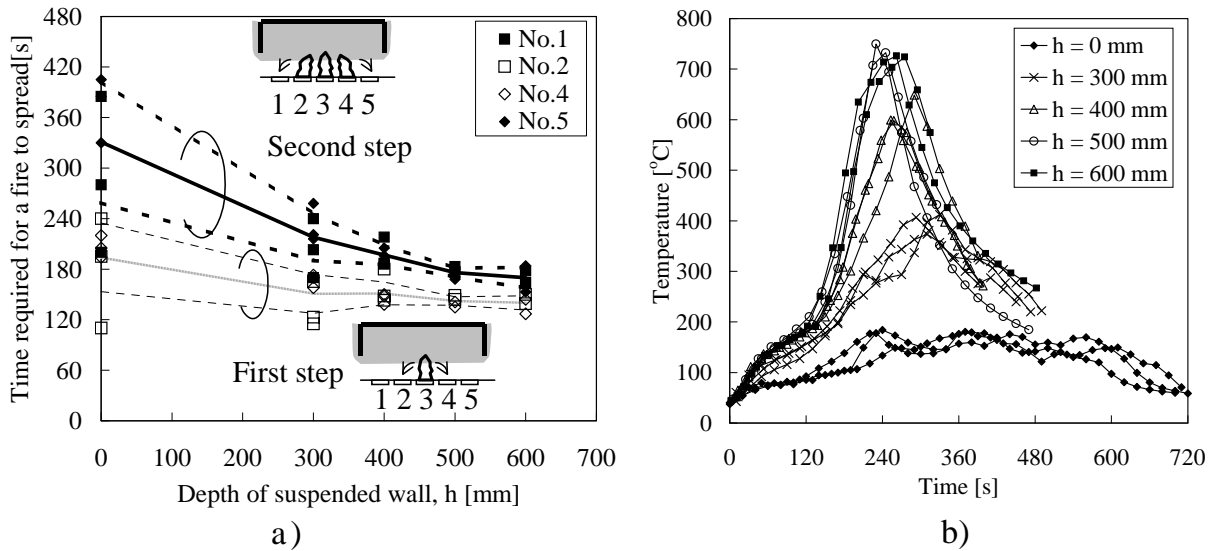 a
480
420
360
300
240
180
120
60
0
Time required for a fire to spread[s]
0 100 200 300 400 500 600 700
Depth of suspended wall, h [mm]
No.1
No.2
No.4
No.5
1 2 3 4 5
Second step
First step
1 2 3 4 5
a)
b
800
700
600
500
400
300
200
100
0
Temperature [°C]
0 120 240 360 480 600 720
Time [s]
h = 0 mm
h = 300 mm
h = 400 mm
h = 500 mm
h = 600 mm
b)